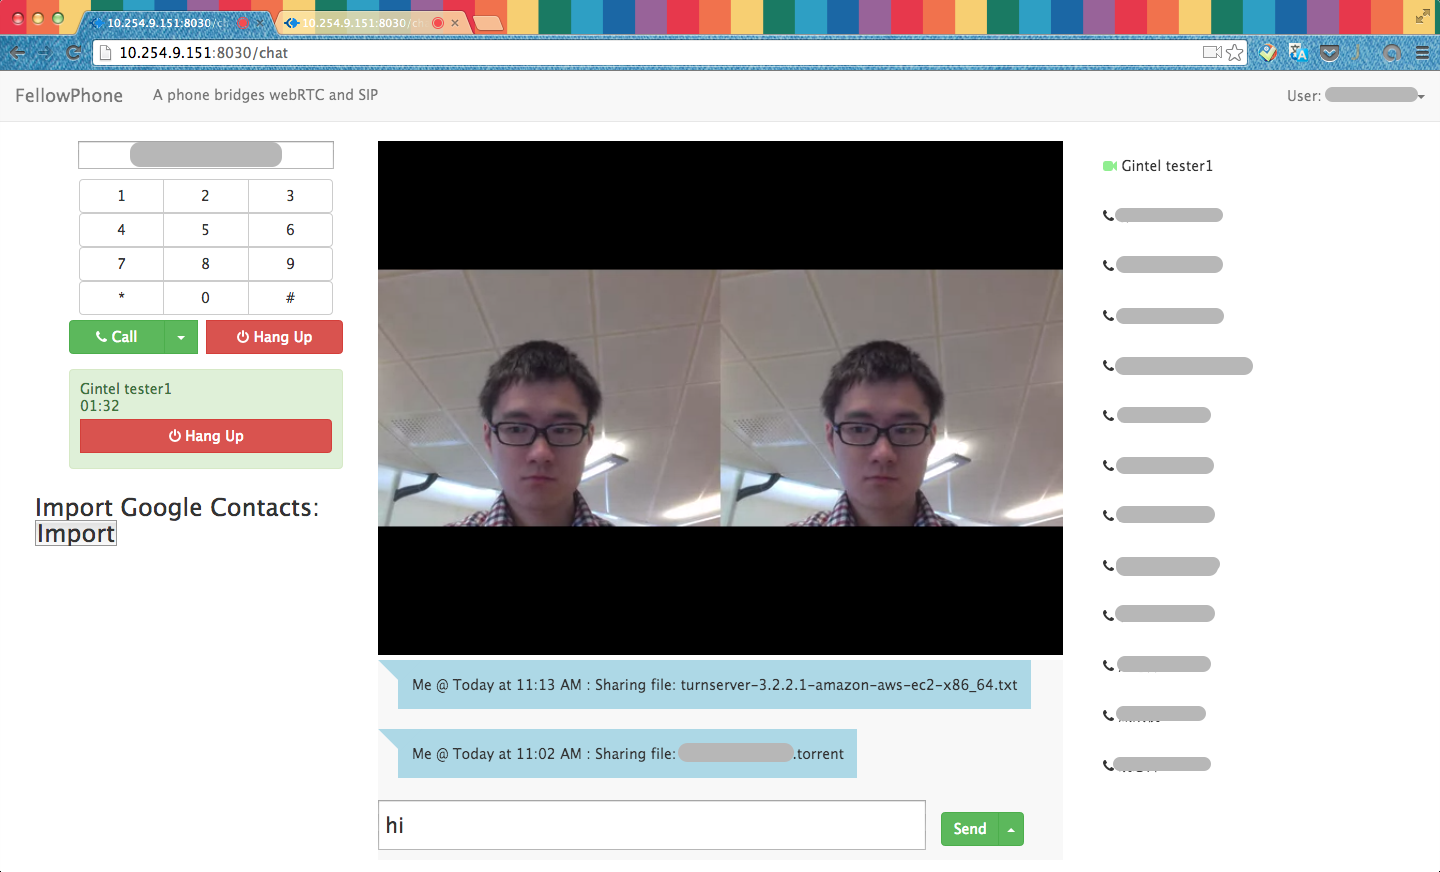 10.254.9.151:8030/ch
10.254.9.151:8030/ch
10.254.9.151:8030/chat
FellowPhone
A phone bridges webRTC and SIP
User:
1 2 3
4 5 6
7 8 9
* 0 #
Call
Hang Up
Gintel tester1
01:32
Hang Up
Import Google Contacts:
Import
Me @ Today at 11:13 AM : Sharing file: turnserver-3.2.2.1-amazon-aws-ec2-x86_64.txt
Me @ Today at 11:02 AM : Sharing file: .torrent
hi
Send
Gintel tester1